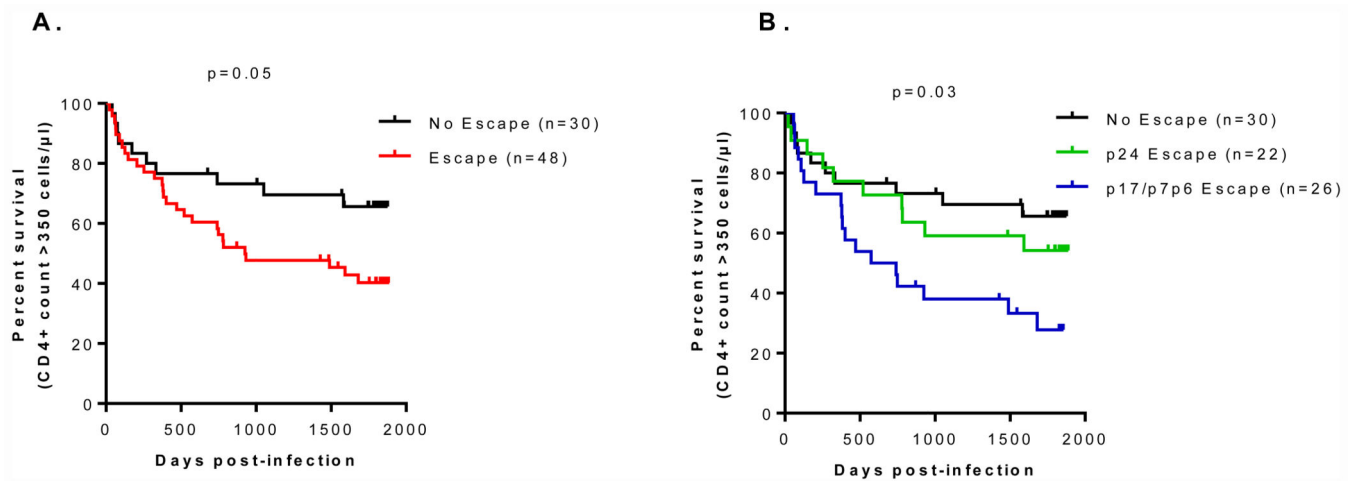 A.
p=0.05
Percent survival
(CD4+ count>350 cells/µl)
100
80
60
40
20
0
0 500 1000 1500 2000
Days post-infection
No Escape (n=30)
Escape (n=48)
B.
p=0.03
Percent survival
(CD4+ count>350 cells/µl)
100
80
60
40
20
0
0 500 1000 1500 2000
Days post-infection
No Escape (n=30)
p24 Escape (n=22)
p17/p7p6 Escape (n=26)